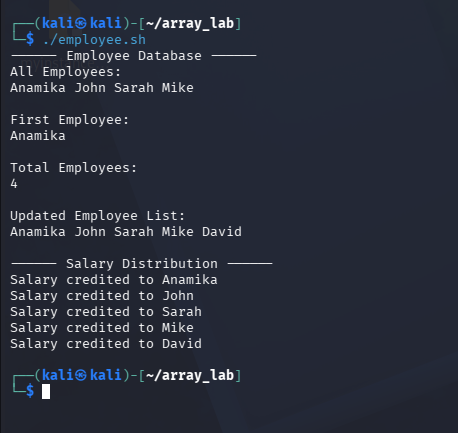 ┌──(kali㉿kali)-[~/array_lab]
└─$ ./employee.sh
------ Employee Database ------
All Employees:
Anamika John Sarah Mike
First Employee:
Anamika
Total Employees:
4
Updated Employee List:
Anamika John Sarah Mike David
------ Salary Distribution ------
Salary credited to Anamika
Salary credited to John
Salary credited to Sarah
Salary credited to Mike
Salary credited to David
┌──(kali㉿kali)-[~/array_lab]
└─$